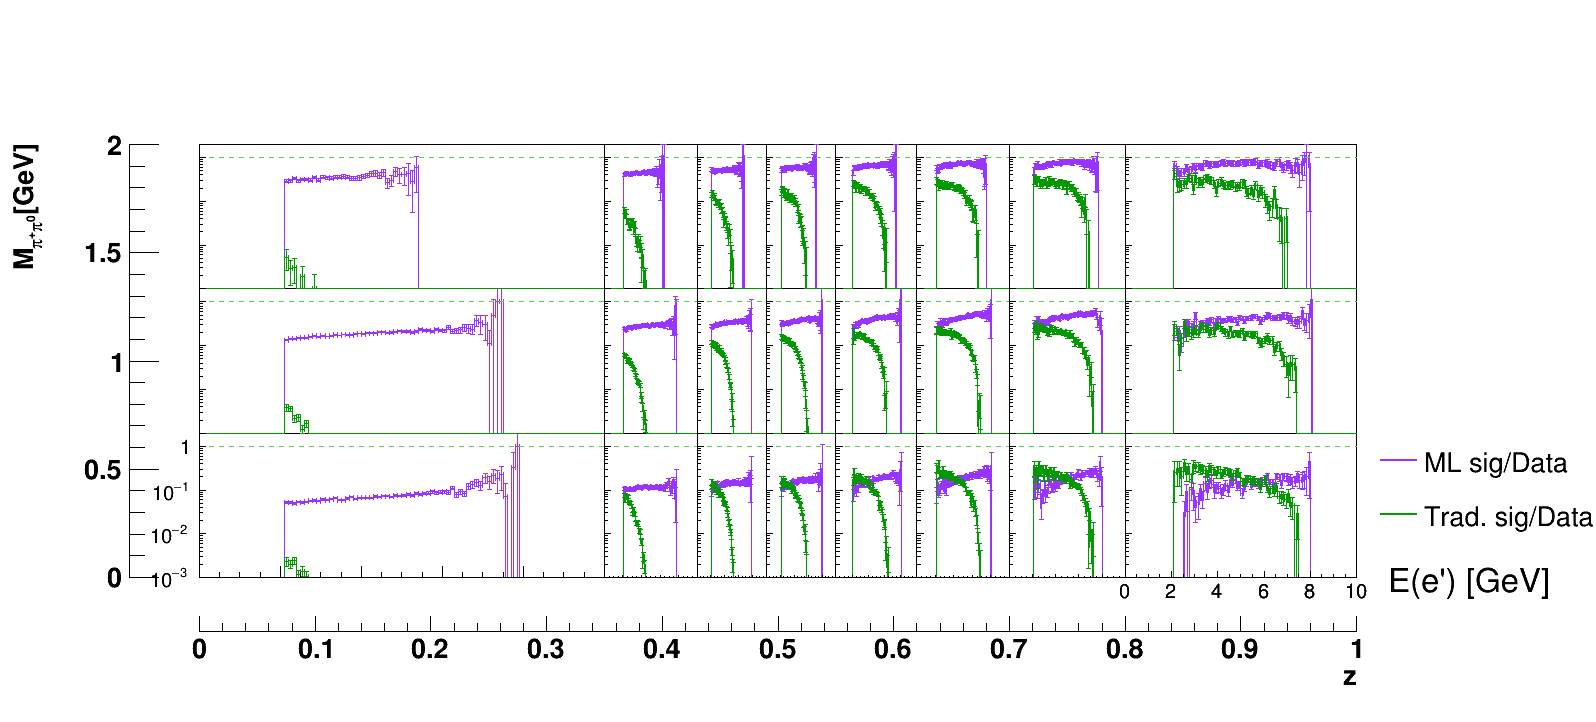 M π⁺π⁰ [GeV]
2
1.5
1
0.5
0
1
10⁻¹
10⁻²
10⁻³
ML sig/Data
Trad. sig/Data
E(e') [GeV]
0 2 4 6 8 10
0 0.1 0.2 0.3 0.4 0.5 0.6 0.7 0.8 0.9 1
z